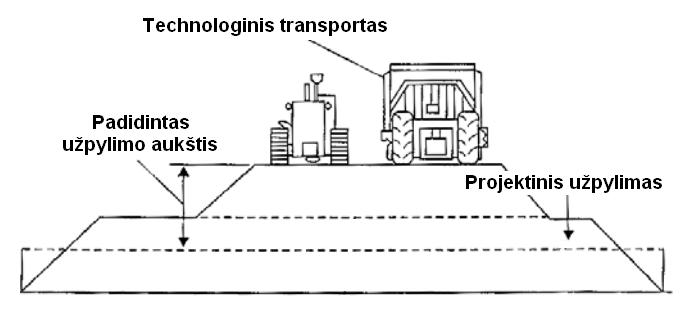 Technologinis transportas
Padidintas
užpylimo aukštis
Projektinis užpylimas